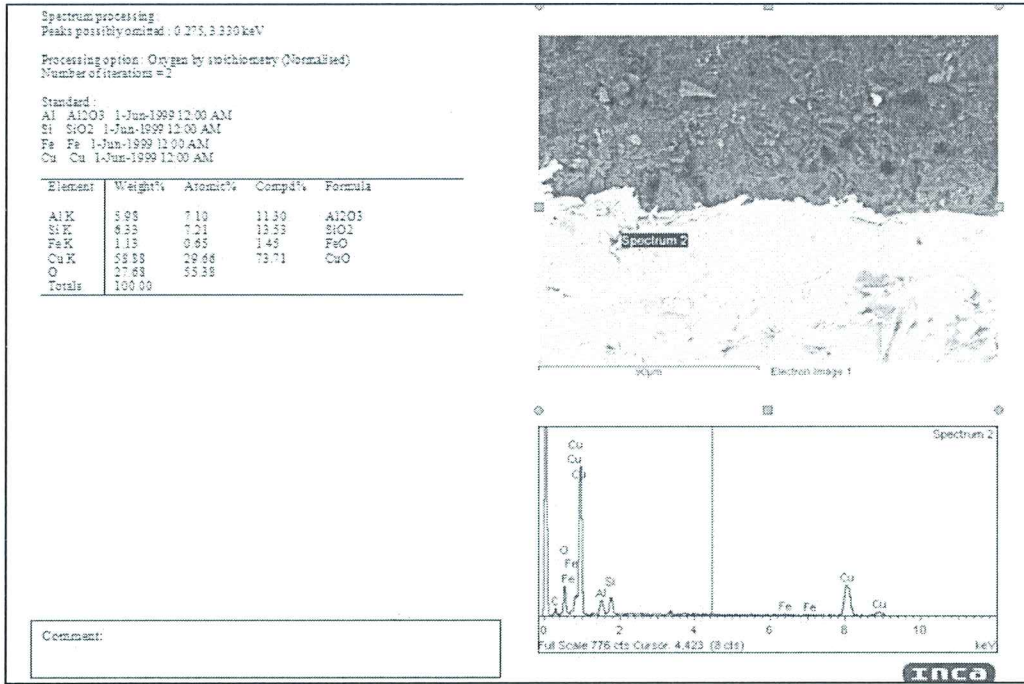 Spectrum processing :
Peaks possibly omitted : 0.275, 3.330 keV
Processing option : Oxygen by stoichiometry (Normalised)
Number of iterations = 2
Standard :
Al Al2O3 1-Jun-1999 12:00 AM
Si SiO2 1-Jun-1999 12:00 AM
Fe Fe 1-Jun-1999 12:00 AM
Cu Cu 1-Jun-1999 12:00 AM
Element Weight% Atomic% Compd% Formula
Al K 5.98 7.10 11.30 Al2O3
Si K 6.33 7.21 13.53 SiO2
Fe K 1.13 0.65 1.45 FeO
Cu K 58.88 29.66 73.71 CuO
O 27.68 55.38
Totals 100.00
Comment:
Spectrum 2
90µm Electron Image 1
Spectrum 2
Cu
Cu
Cu
O
Fe
Fe
C
Al
Si
Fe
Fe
Cu
Cu
0 2 4 6 8 10
Full Scale 776 cts Cursor: 4.423 (8 cts) keV
INCA